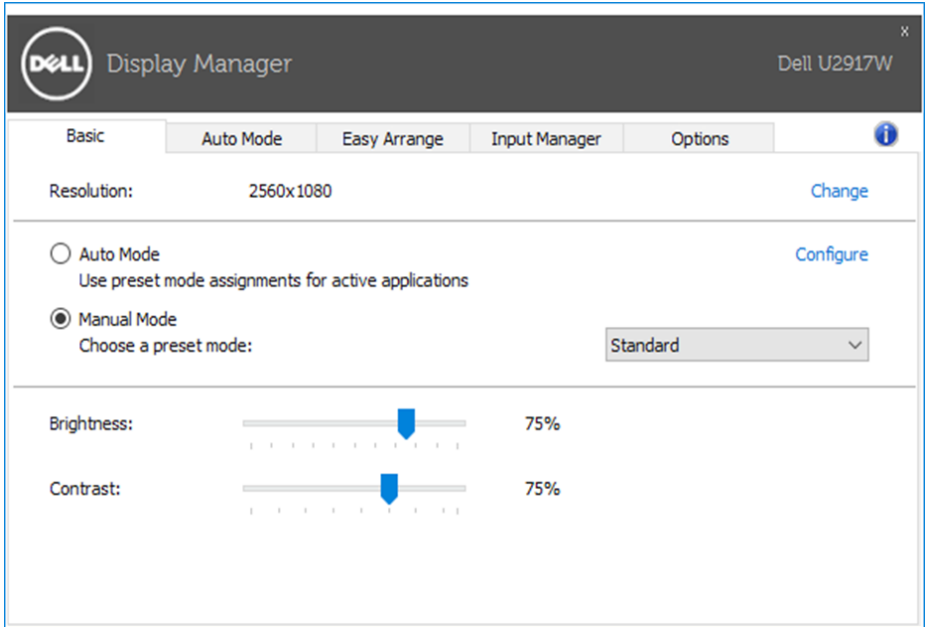 DELL Display Manager x
Dell U2917W
Basic Auto Mode Easy Arrange Input Manager Options i
Resolution: 2560x1080 Change
Auto Mode Configure
Use preset mode assignments for active applications
Manual Mode
Choose a preset mode: Standard
Brightness: 75%
Contrast: 75%